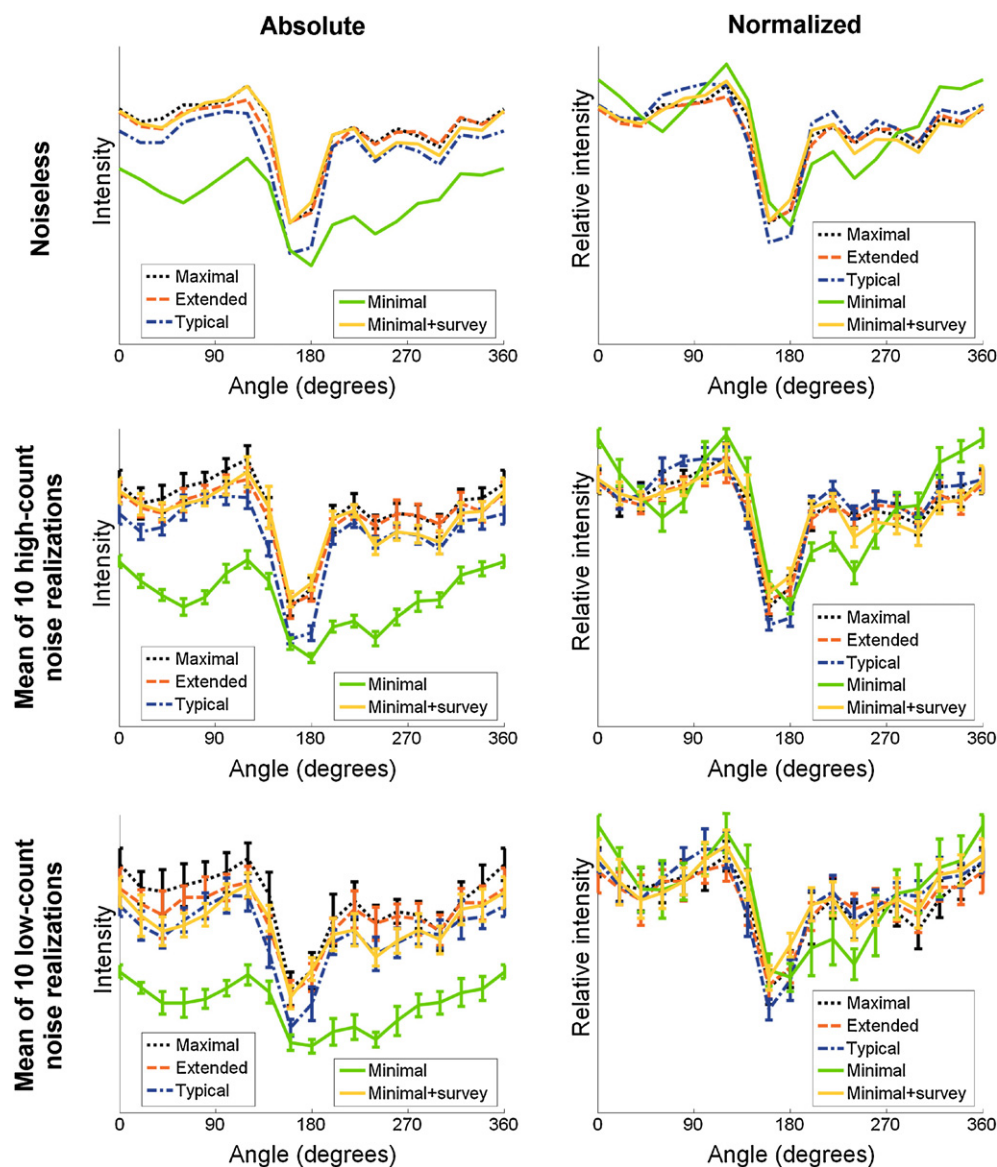 Absolute
Normalized
Noiseless
Intensity
Maximal
Extended
Typical
Minimal
Minimal+survey
0 90 180 270 360
Angle (degrees)
Relative intensity
Maximal
Extended
Typical
Minimal
Minimal+survey
0 90 180 270 360
Angle (degrees)
Mean of 10 high-count
noise realizations
Intensity
Maximal
Extended
Typical
Minimal
Minimal+survey
0 90 180 270 360
Angle (degrees)
Relative intensity
Maximal
Extended
Typical
Minimal
Minimal+survey
0 90 180 270 360
Angle (degrees)
Mean of 10 low-count
noise realizations
Intensity
Maximal
Extended
Typical
Minimal
Minimal+survey
0 90 180 270 360
Angle (degrees)
Relative intensity
Maximal
Extended
Typical
Minimal
Minimal+survey
0 90 180 270 360
Angle (degrees)